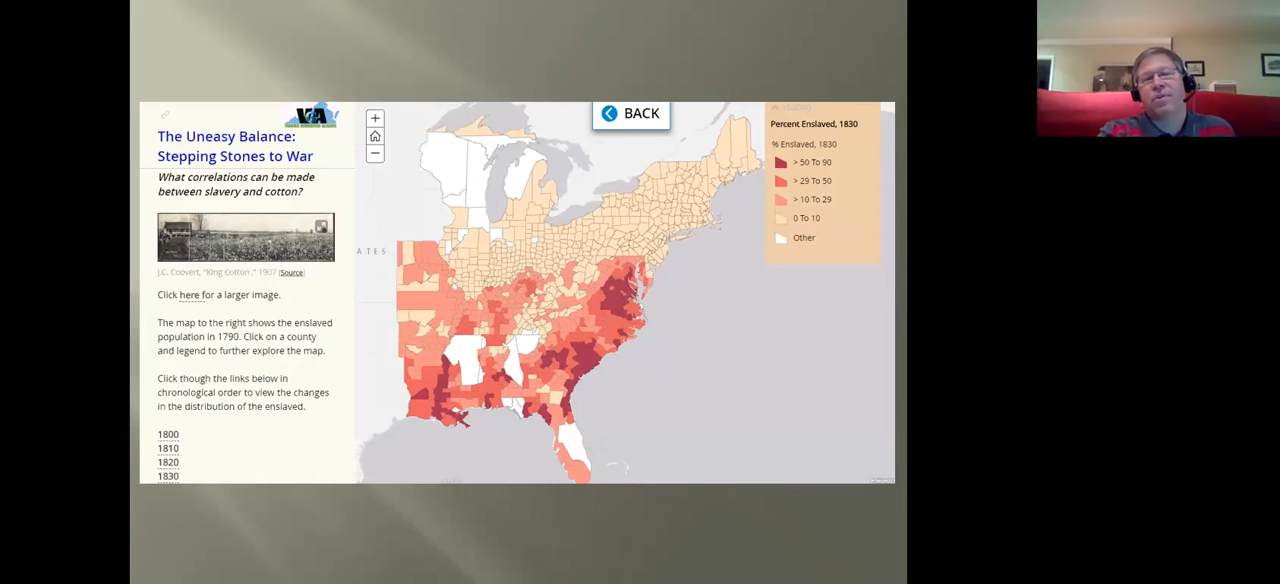 The Uneasy Balance:
Stepping Stones to War
What correlations can be made
between slavery and cotton?
J.C. Coovert, "King Cotton ," 1907 (Source)
Click here for a larger image.
The map to the right shows the enslaved
population in 1790. Click on a county
and legend to further explore the map.
Click though the links below in
chronological order to view the changes
in the distribution of the enslaved.
1800
1810
1820
1830
+
−
ATES
BACK
Percent Enslaved, 1830
% Enslaved, 1830
> 50 To 90
> 29 To 50
> 10 To 29
0 To 10
Other